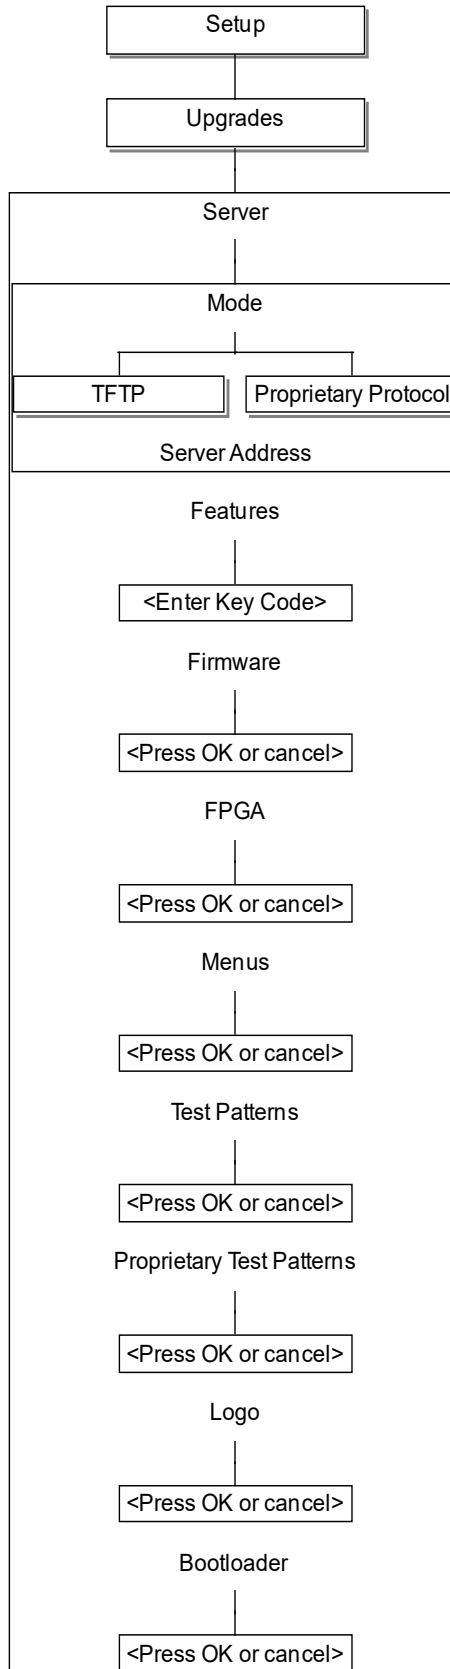 Setup
Upgrades
Server
Mode
TFTP
Proprietary Protocol
Server Address
Features
<Enter Key Code>
Firmware
<Press OK or cancel>
FPGA
<Press OK or cancel>
Menus
<Press OK or cancel>
Test Patterns
<Press OK or cancel>
Proprietary Test Patterns
<Press OK or cancel>
Logo
<Press OK or cancel>
Bootloader
<Press OK or cancel>